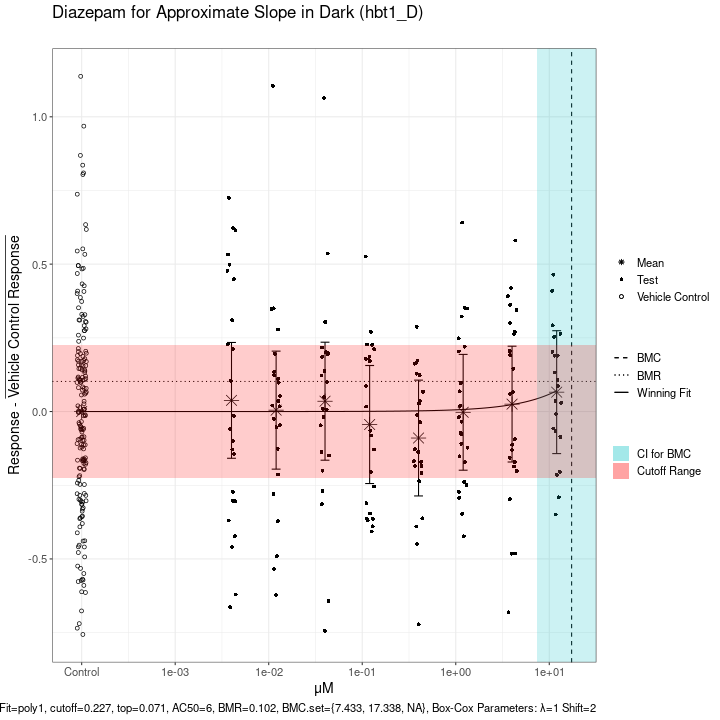 Diazepam for Approximate Slope in Dark (hbt1_D)
Response - Vehicle Control Response
1.0
0.5
0.0
-0.5
Control
1e-03
1e-02
1e-01
1e+00
1e+01
μM
Mean
Test
Vehicle Control
BMC
BMR
Winning Fit
CI for BMC
Cutoff Range
Fit=poly1, cutoff=0.227, top=0.071, AC50=6, BMR=0.102, BMC.set={7.433, 17.338, NA}, Box-Cox Parameters: λ=1 Shift=2